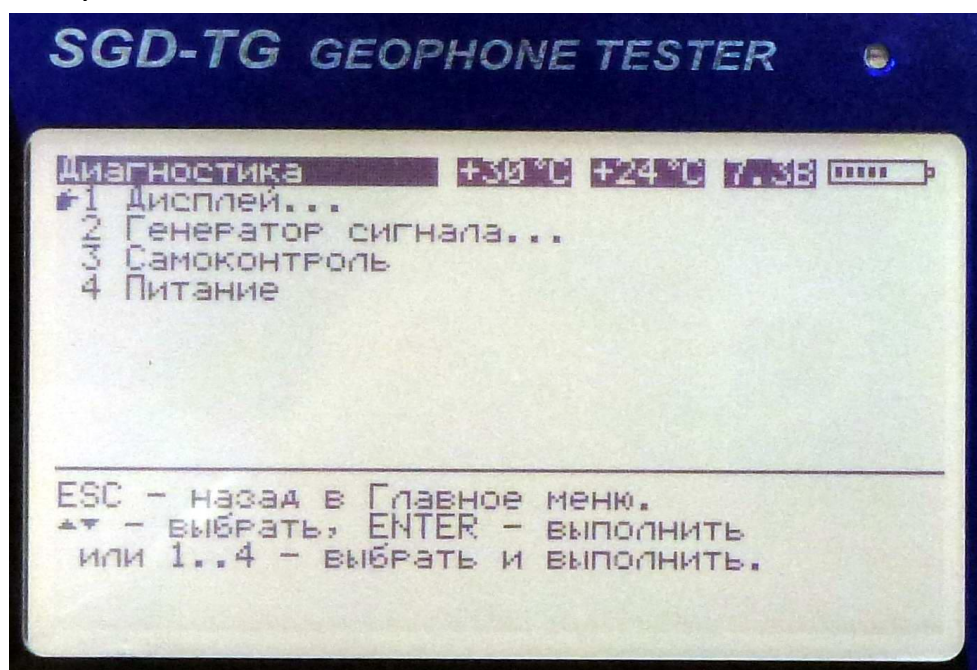 SGD-TG GEOPHONE TESTER
Диагностика +30°C +24°C 7.3В
1 Дисплей...
2 Генератор сигнала...
3 Самоконтроль
4 Питание
ESC - назад в Главное меню.
▲▼ - выбрать, ENTER - выполнить
или 1..4 - выбрать и выполнить.